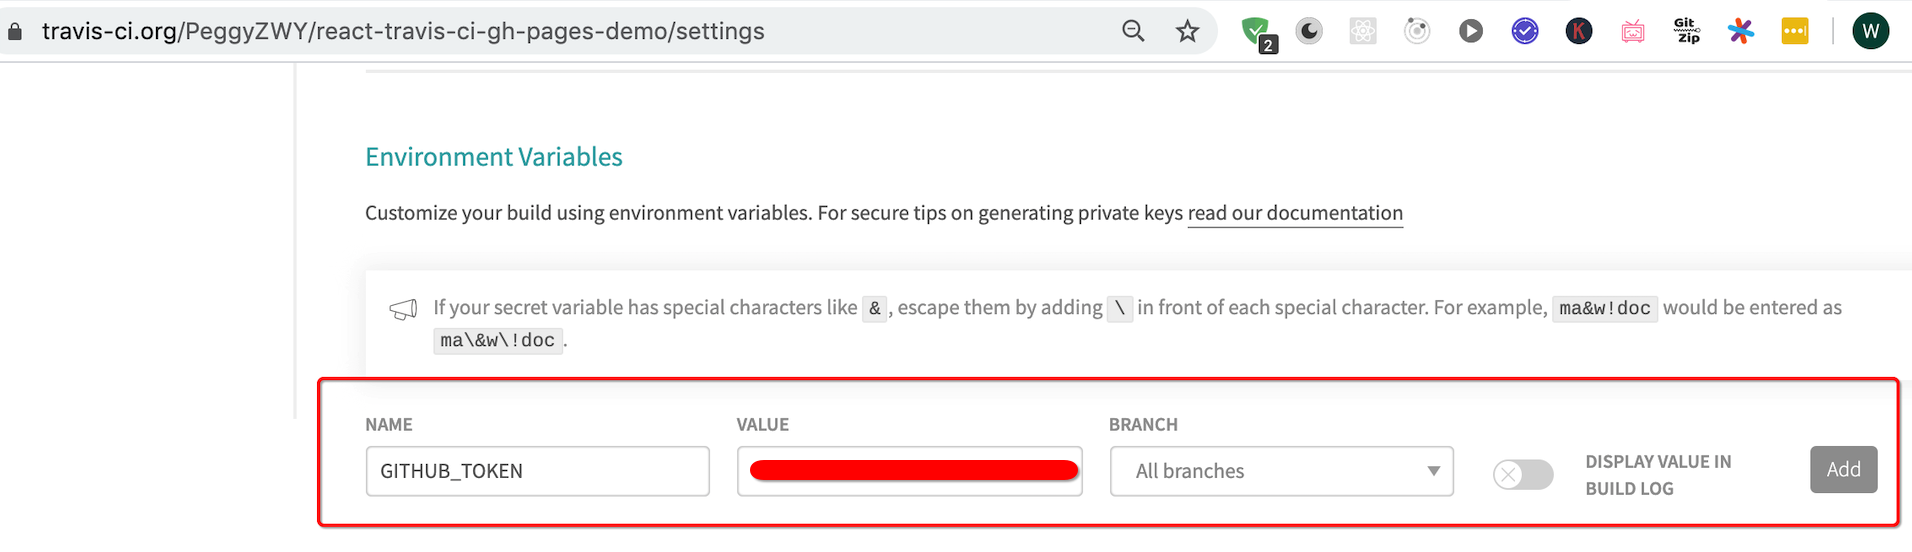 travis-ci.org/PeggyZWY/react-travis-ci-gh-pages-demo/settings
2
K
Git
Zip
W
Environment Variables
Customize your build using environment variables. For secure tips on generating private keys read our documentation
If your secret variable has special characters like & , escape them by adding \ in front of each special character. For example, ma&w!doc would be entered as
ma\&w\!doc .
NAME
VALUE
BRANCH
GITHUB_TOKEN
All branches
DISPLAY VALUE IN
BUILD LOG
Add